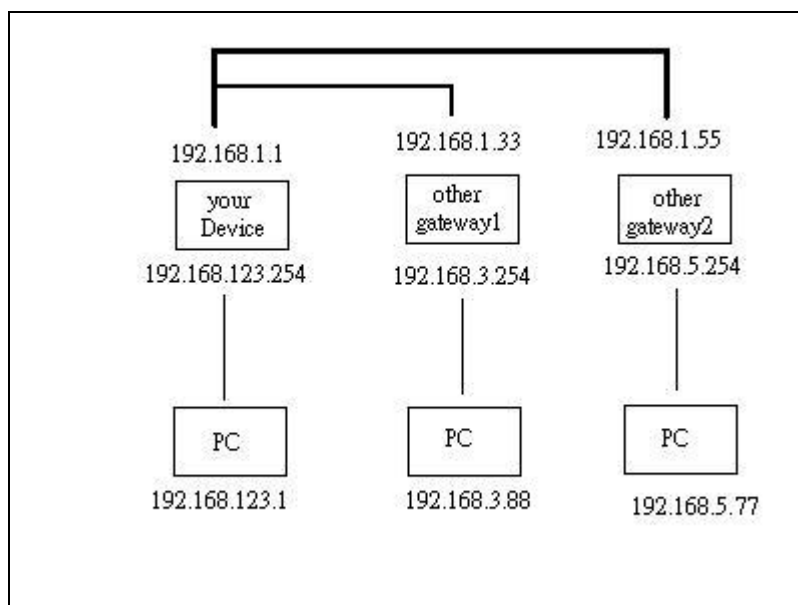 192.168.1.1
192.168.1.33
192.168.1.55
your
Device
other
gateway1
other
gateway2
192.168.123.254
192.168.3.254
192.168.5.254
PC
PC
PC
192.168.123.1
192.168.3.88
192.168.5.77